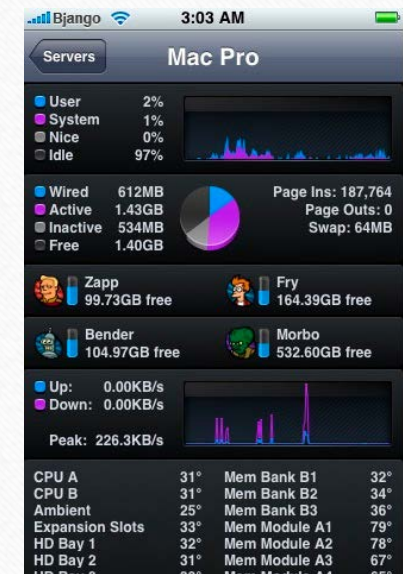 Bjango 3:03 AM
Servers Mac Pro
User 2%
System 1%
Nice 0%
Idle 97%
Wired 612MB
Active 1.43GB
Inactive 534MB
Free 1.40GB
Page Ins: 187,764
Page Outs: 0
Swap: 64MB
Zapp
99.73GB free
Fry
164.39GB free
Bender
104.97GB free
Morbo
532.60GB free
Up: 0.00KB/s
Down: 0.00KB/s
Peak: 226.3KB/s
CPU A 31° Mem Bank B1 32°
CPU B 31° Mem Bank B2 34°
Ambient 25° Mem Bank B3 36°
Expansion Slots 33° Mem Module A1 79°
HD Bay 1 32° Mem Module A2 78°
HD Bay 2 31° Mem Module A3 67°